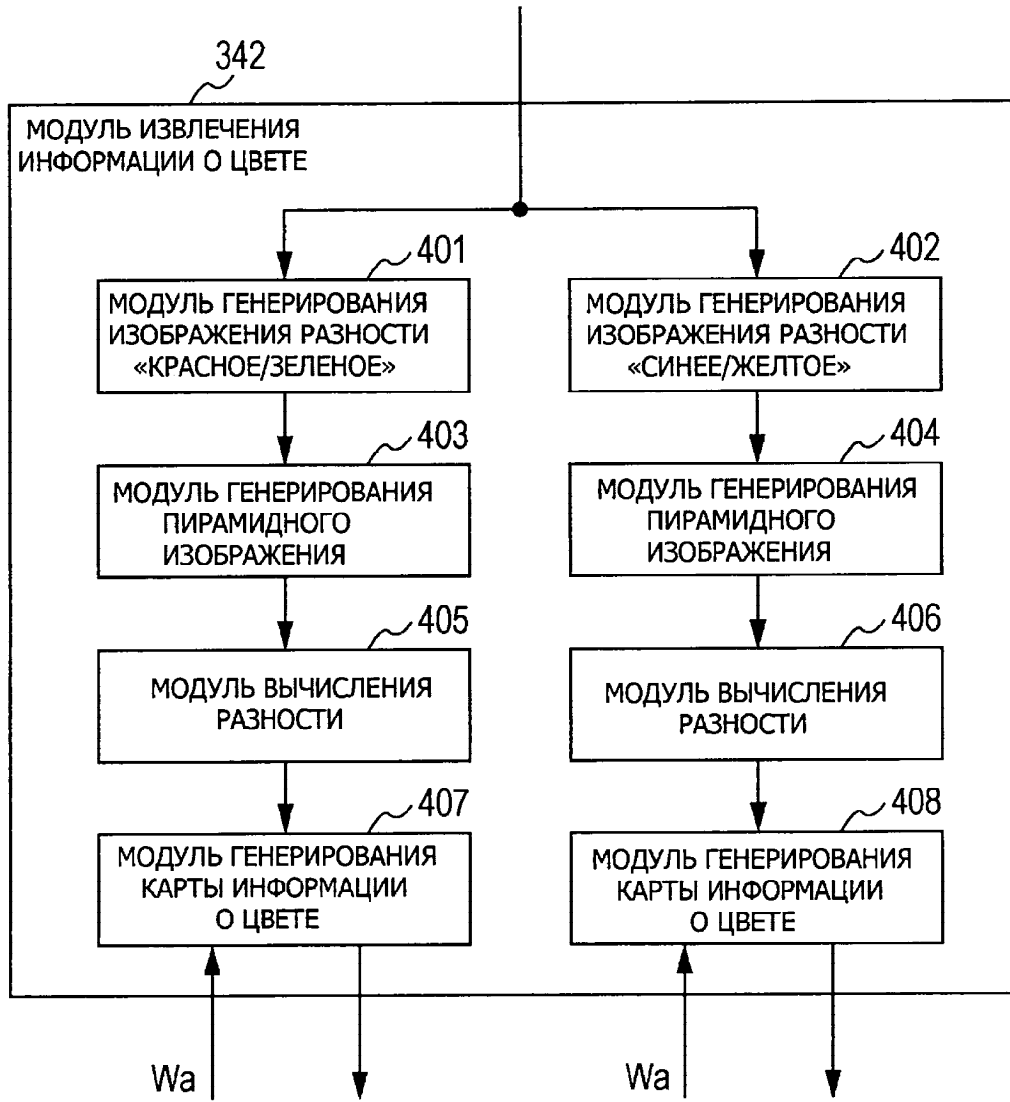 342
МОДУЛЬ ИЗВЛЕЧЕНИЯ
ИНФОРМАЦИИ О ЦВЕТЕ
401
МОДУЛЬ ГЕНЕРИРОВАНИЯ
ИЗОБРАЖЕНИЯ РАЗНОСТИ
«КРАСНОЕ/ЗЕЛЕНОЕ»
402
МОДУЛЬ ГЕНЕРИРОВАНИЯ
ИЗОБРАЖЕНИЯ РАЗНОСТИ
«СИНЕЕ/ЖЕЛТОЕ»
403
МОДУЛЬ ГЕНЕРИРОВАНИЯ
ПИРАМИДНОГО
ИЗОБРАЖЕНИЯ
404
МОДУЛЬ ГЕНЕРИРОВАНИЯ
ПИРАМИДНОГО
ИЗОБРАЖЕНИЯ
405
МОДУЛЬ ВЫЧИСЛЕНИЯ
РАЗНОСТИ
406
МОДУЛЬ ВЫЧИСЛЕНИЯ
РАЗНОСТИ
407
МОДУЛЬ ГЕНЕРИРОВАНИЯ
КАРТЫ ИНФОРМАЦИИ
О ЦВЕТЕ
408
МОДУЛЬ ГЕНЕРИРОВАНИЯ
КАРТЫ ИНФОРМАЦИИ
О ЦВЕТЕ
Wa
Wa